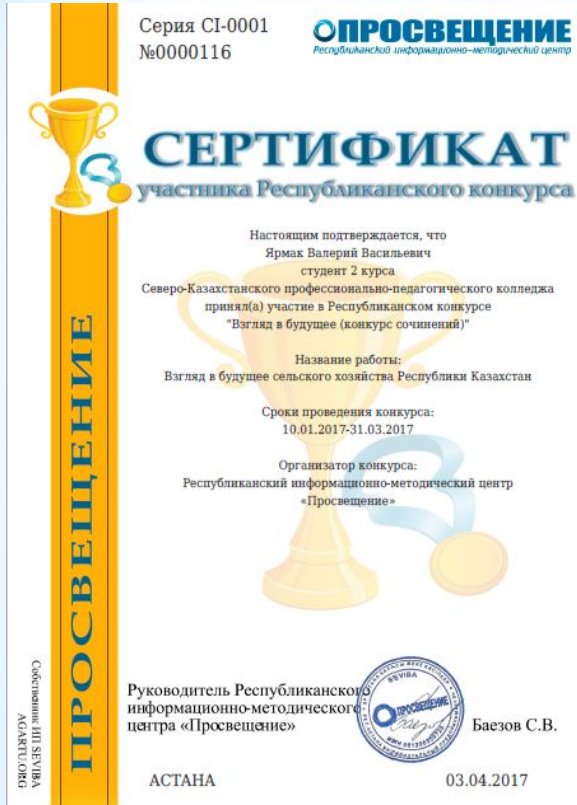 Серия CI-0001
№0000116
ПРОСВЕЩЕНИЕ
Республиканский информационно-методический центр
СЕРТИФИКАТ
участника Республиканского конкурса
Настоящим подтверждается, что
Ярмак Валерий Васильевич
студент 2 курса
Северо-Казахстанского профессионально-педагогического колледжа
принял(а) участие в Республиканском конкурсе
"Взгляд в будущее (конкурс сочинений)"
Название работы:
Взгляд в будущее сельского хозяйства Республики Казахстан
Сроки проведения конкурса:
10.01.2017-31.03.2017
Организатор конкурса:
Республиканский информационно-методический центр
«Просвещение»
ПРОСВЕЩЕНИЕ
Собственник ИП SEVIBA
AGARTU.ORG
Руководитель Республиканского
информационно-методического
центра «Просвещение»
SEVIBA
ПРОСВЕЩЕНИЕ
Баезов С.В.
АСТАНА
03.04.2017